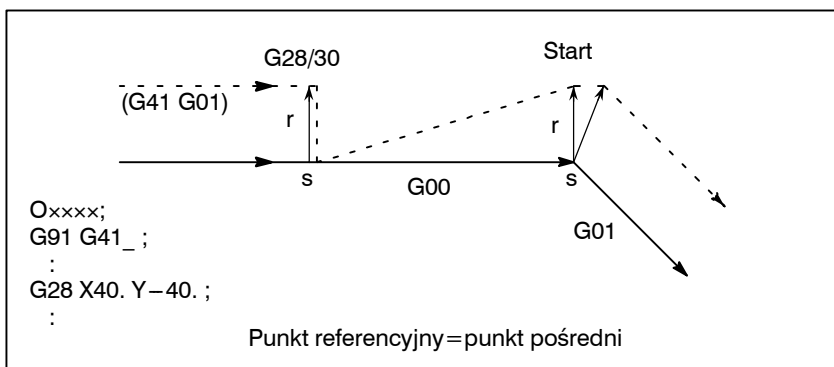 G28/30
Start
(G41 G01)
r
r
s
s
G00
G01
O××××;
G91 G41_ ;
:
G28 X40. Y−40. ;
:
Punkt referencyjny=punkt pośredni